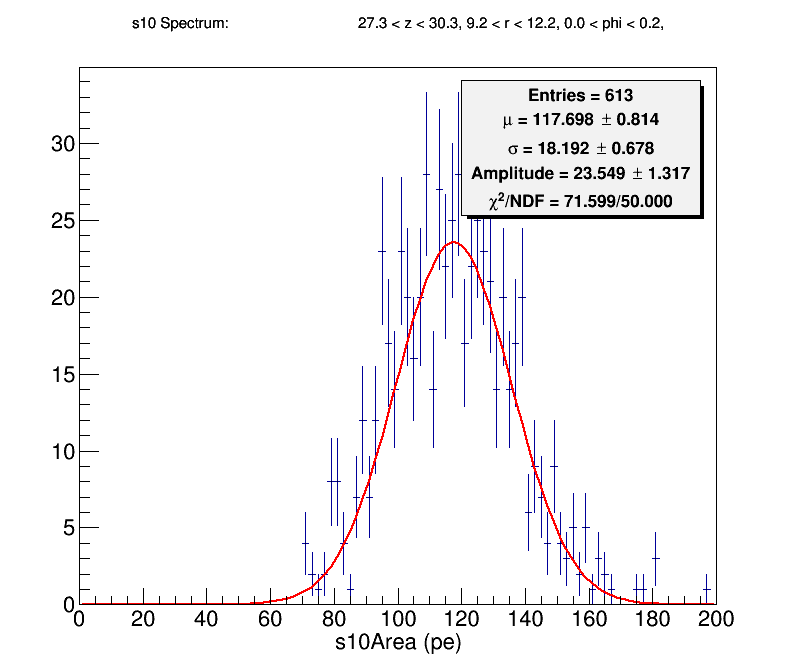 s10 Spectrum: 27.3 < z < 30.3, 9.2 < r < 12.2, 0.0 < phi < 0.2,
Entries = 613
μ = 117.698 ± 0.814
σ = 18.192 ± 0.678
Amplitude = 23.549 ± 1.317
χ²/NDF = 71.599/50.000
30
25
20
15
10
5
0
0 20 40 60 80 100 120 140 160 180 200
s10Area (pe)